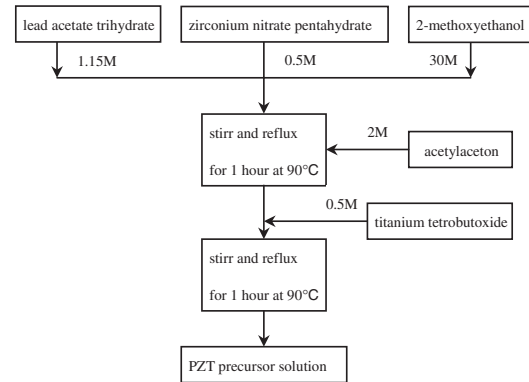 lead acetate trihydrate
zirconium nitrate pentahydrate
2-methoxyethanol
1.15M
0.5M
30M
stirr and reflux
for 1 hour at 90°C
2M
acetylaceton
0.5M
titanium tetrobutoxide
stirr and reflux
for 1 hour at 90°C
PZT precursor solution